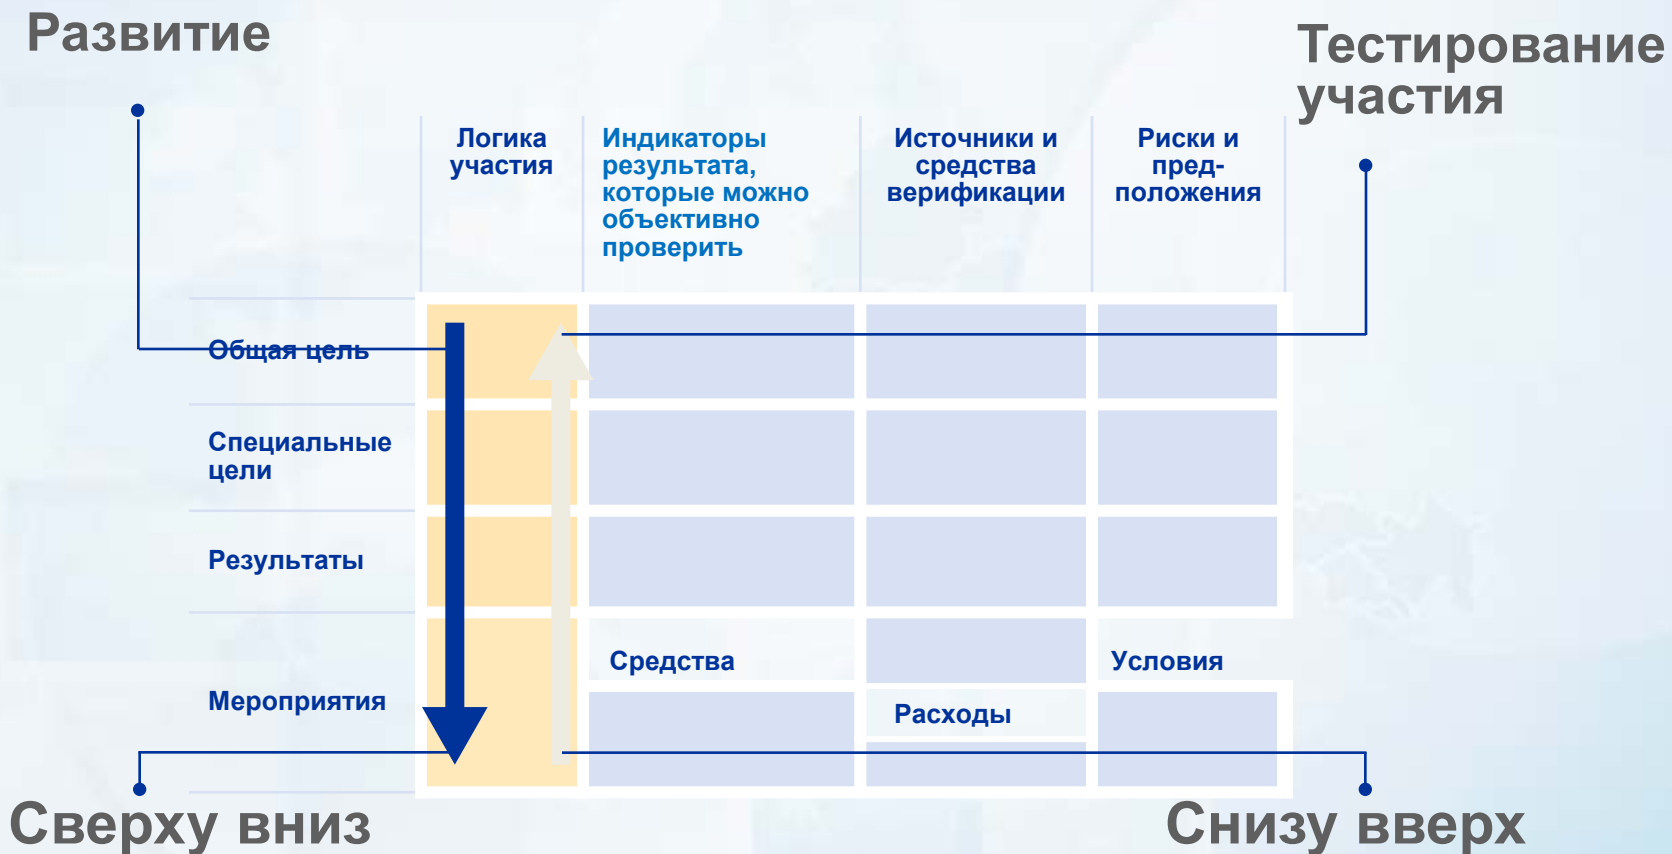 Развитие
Тестирование
участия
Логика
участия
Индикаторы
результата,
которые можно
объективно
проверить
Источники и
средства
верификации
Риски и
пред-
положения
Общая цель
Специальные
цели
Результаты
Мероприятия
Средства
Расходы
Условия
Сверху вниз
Снизу вверх